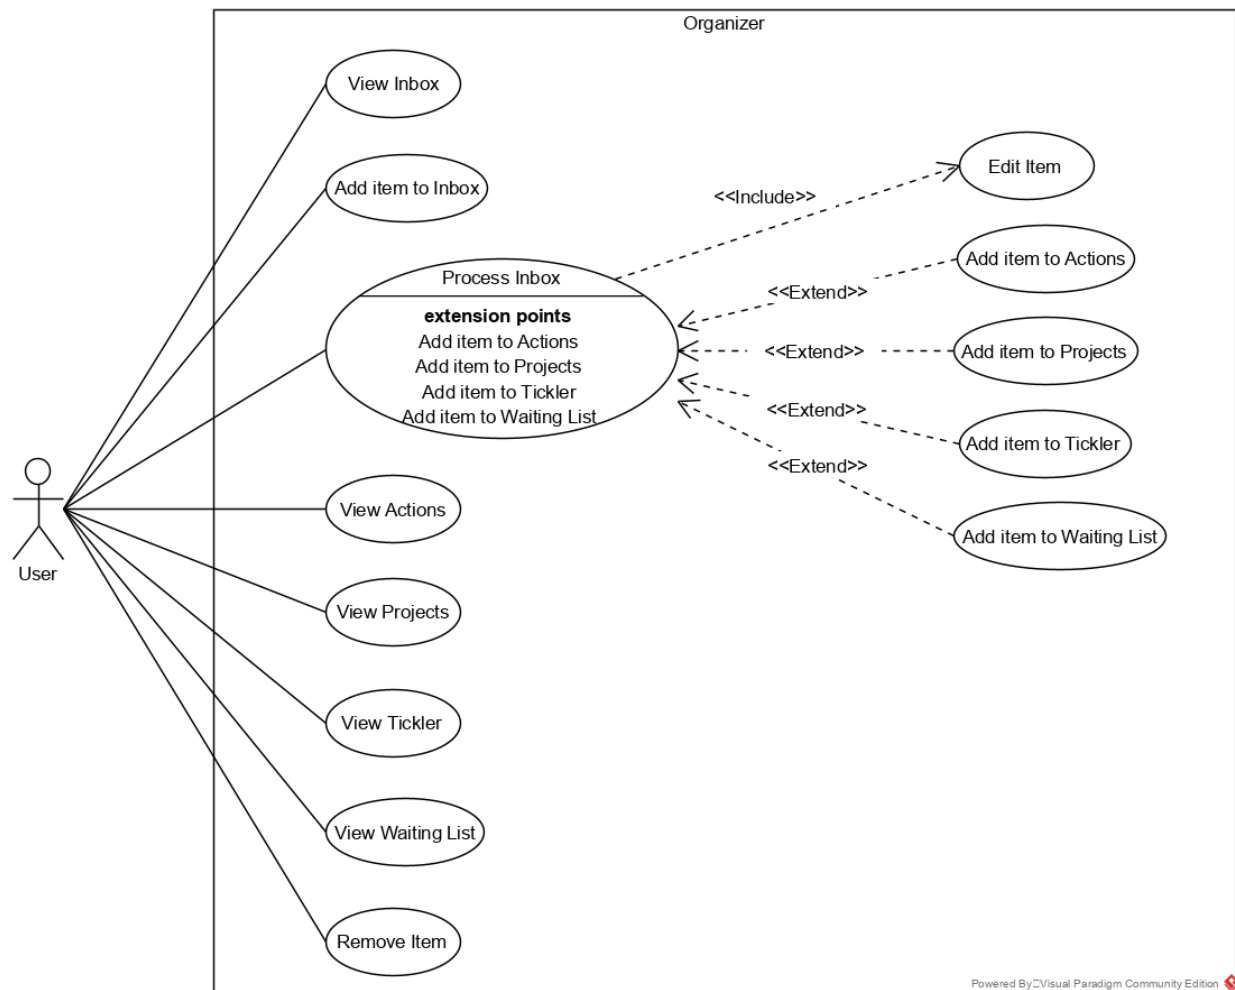 Organizer
View Inbox
Add item to Inbox
Process Inbox
extension points
Add item to Actions
Add item to Projects
Add item to Tickler
Add item to Waiting List
<<Include>>
Edit Item
<<Extend>>
Add item to Actions
<<Extend>>
Add item to Projects
<<Extend>>
Add item to Tickler
<<Extend>>
Add item to Waiting List
User
View Actions
View Projects
View Tickler
View Waiting List
Remove Item
Powered By Visual Paradigm Community Edition